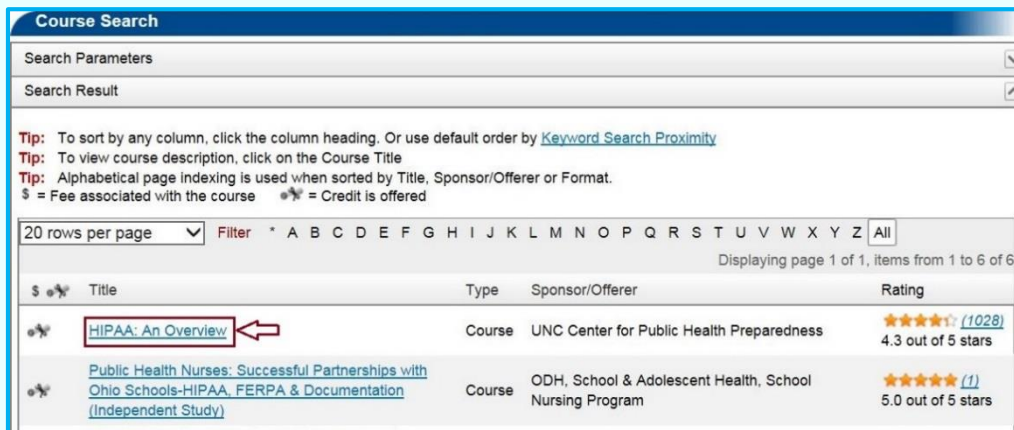 Course Search
Search Parameters
Search Result
Tip: To sort by any column, click the column heading. Or use default order by Keyword Search Proximity
Tip: To view course description, click on the Course Title
Tip: Alphabetical page indexing is used when sorted by Title, Sponsor/Offerer or Format.
$ = Fee associated with the course = Credit is offered
20 rows per page Filter * A B C D E F G H I J K L M N O P Q R S T U V W X Y Z All
Displaying page 1 of 1, items from 1 to 6 of 6
$ Title Type Sponsor/Offerer Rating
HIPAA: An Overview Course UNC Center for Public Health Preparedness (1028)
4.3 out of 5 stars
Public Health Nurses: Successful Partnerships with
Ohio Schools-HIPAA, FERPA & Documentation
(Independent Study)
Course
ODH, School & Adolescent Health, School
Nursing Program
(1)
5.0 out of 5 stars